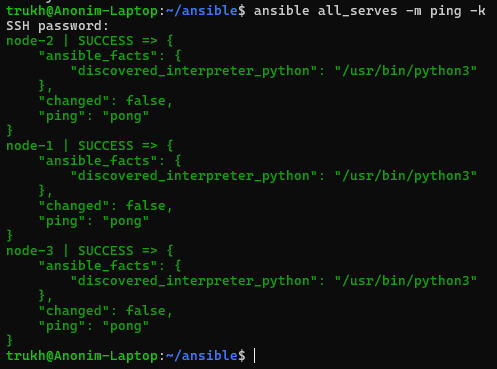 trukh@Anonim-Laptop:~/ansible$ ansible all_serves -m ping -k
SSH password:
node-2 | SUCCESS => {
    "ansible_facts": {
        "discovered_interpreter_python": "/usr/bin/python3"
    },
    "changed": false,
    "ping": "pong"
}
node-1 | SUCCESS => {
    "ansible_facts": {
        "discovered_interpreter_python": "/usr/bin/python3"
    },
    "changed": false,
    "ping": "pong"
}
node-3 | SUCCESS => {
    "ansible_facts": {
        "discovered_interpreter_python": "/usr/bin/python3"
    },
    "changed": false,
    "ping": "pong"
}
trukh@Anonim-Laptop:~/ansible$